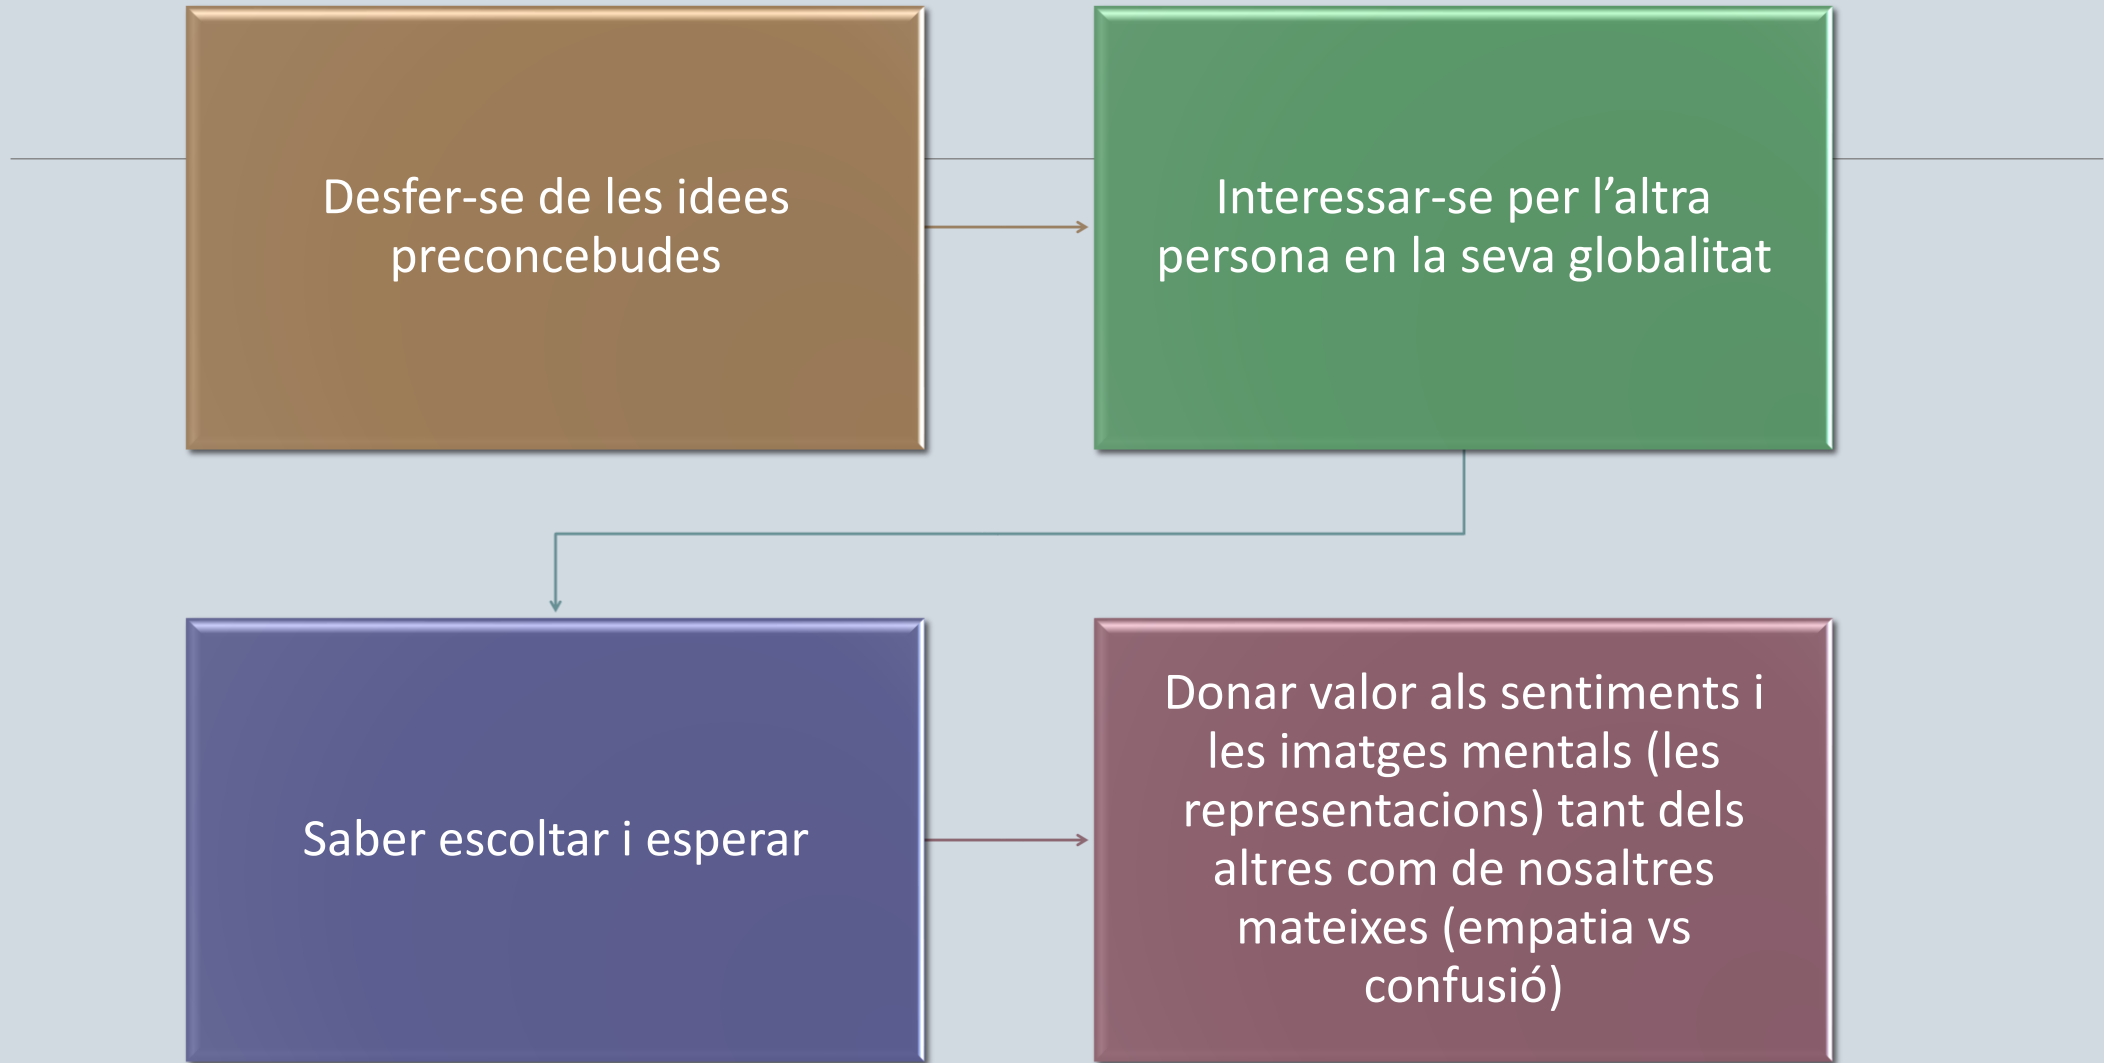 Desfer-se de les idees
preconcebudes
Interessar-se per l’altra
persona en la seva globalitat
Saber escoltar i esperar
Donar valor als sentiments i
les imatges mentals (les
representacions) tant dels
altres com de nosaltres
mateixes (empatia vs
confusió)